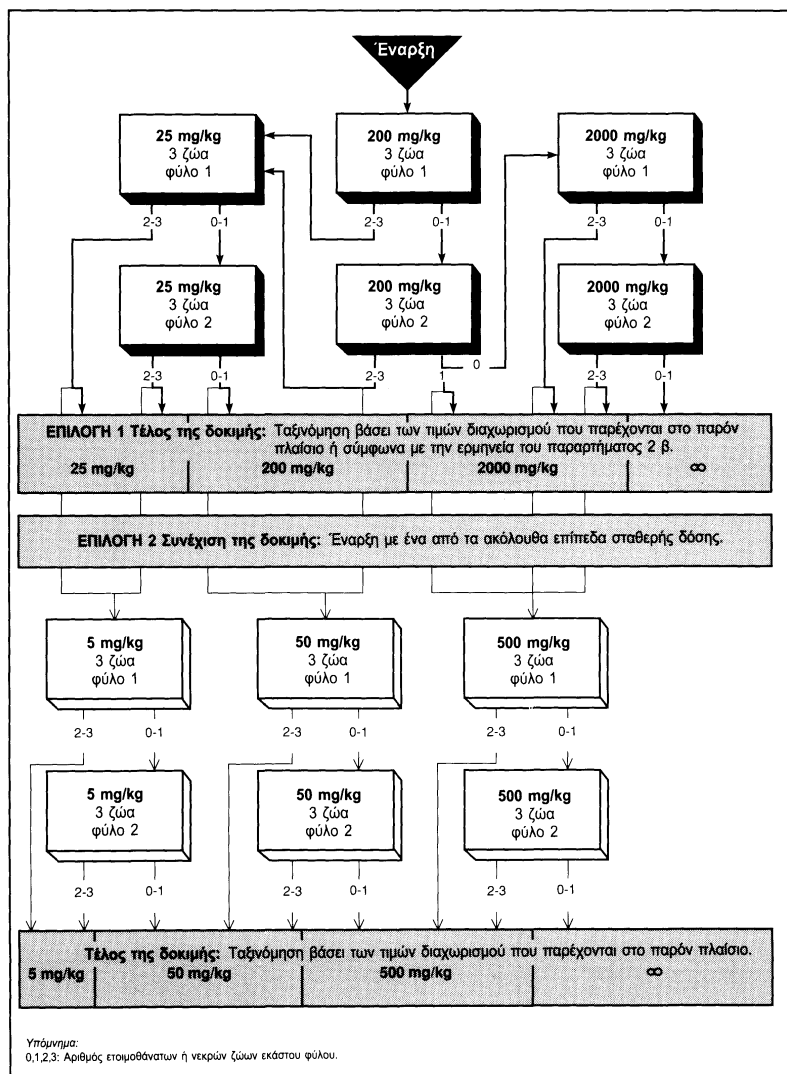 Έναρξη
25 mg/kg
3 ζώα
φύλο 1
200 mg/kg
3 ζώα
φύλο 1
2000 mg/kg
3 ζώα
φύλο 1
2-3 0-1 2-3 0-1 2-3 0-1
25 mg/kg
3 ζώα
φύλο 2
200 mg/kg
3 ζώα
φύλο 2
2000 mg/kg
3 ζώα
φύλο 2
0
2-3 0-1 2-3 1 2-3 0-1
ΕΠΙΛΟΓΗ 1 Τέλος της δοκιμής: Ταξινόμηση βάσει των τιμών διαχωρισμού που παρέχονται στο παρόν
πλαίσιο ή σύμφωνα με την ερμηνεία του παραρτήματος 2 β.
25 mg/kg 200 mg/kg 2000 mg/kg ∞
ΕΠΙΛΟΓΗ 2 Συνέχιση της δοκιμής: Έναρξη με ένα από τα ακόλουθα επίπεδα σταθερής δόσης.
5 mg/kg
3 ζώα
φύλο 1
50 mg/kg
3 ζώα
φύλο 1
500 mg/kg
3 ζώα
φύλο 1
2-3 0-1 2-3 0-1 2-3 0-1
5 mg/kg
3 ζώα
φύλο 2
50 mg/kg
3 ζώα
φύλο 2
500 mg/kg
3 ζώα
φύλο 2
2-3 0-1 2-3 0-1 2-3 0-1
Τέλος της δοκιμής: Ταξινόμηση βάσει των τιμών διαχωρισμού που παρέχονται στο παρόν πλαίσιο.
5 mg/kg 50 mg/kg 500 mg/kg ∞
Υπόμνημα:
0,1,2,3: Αριθμός ετοιμοθάνατων ή νεκρών ζώων εκάστου φύλου.